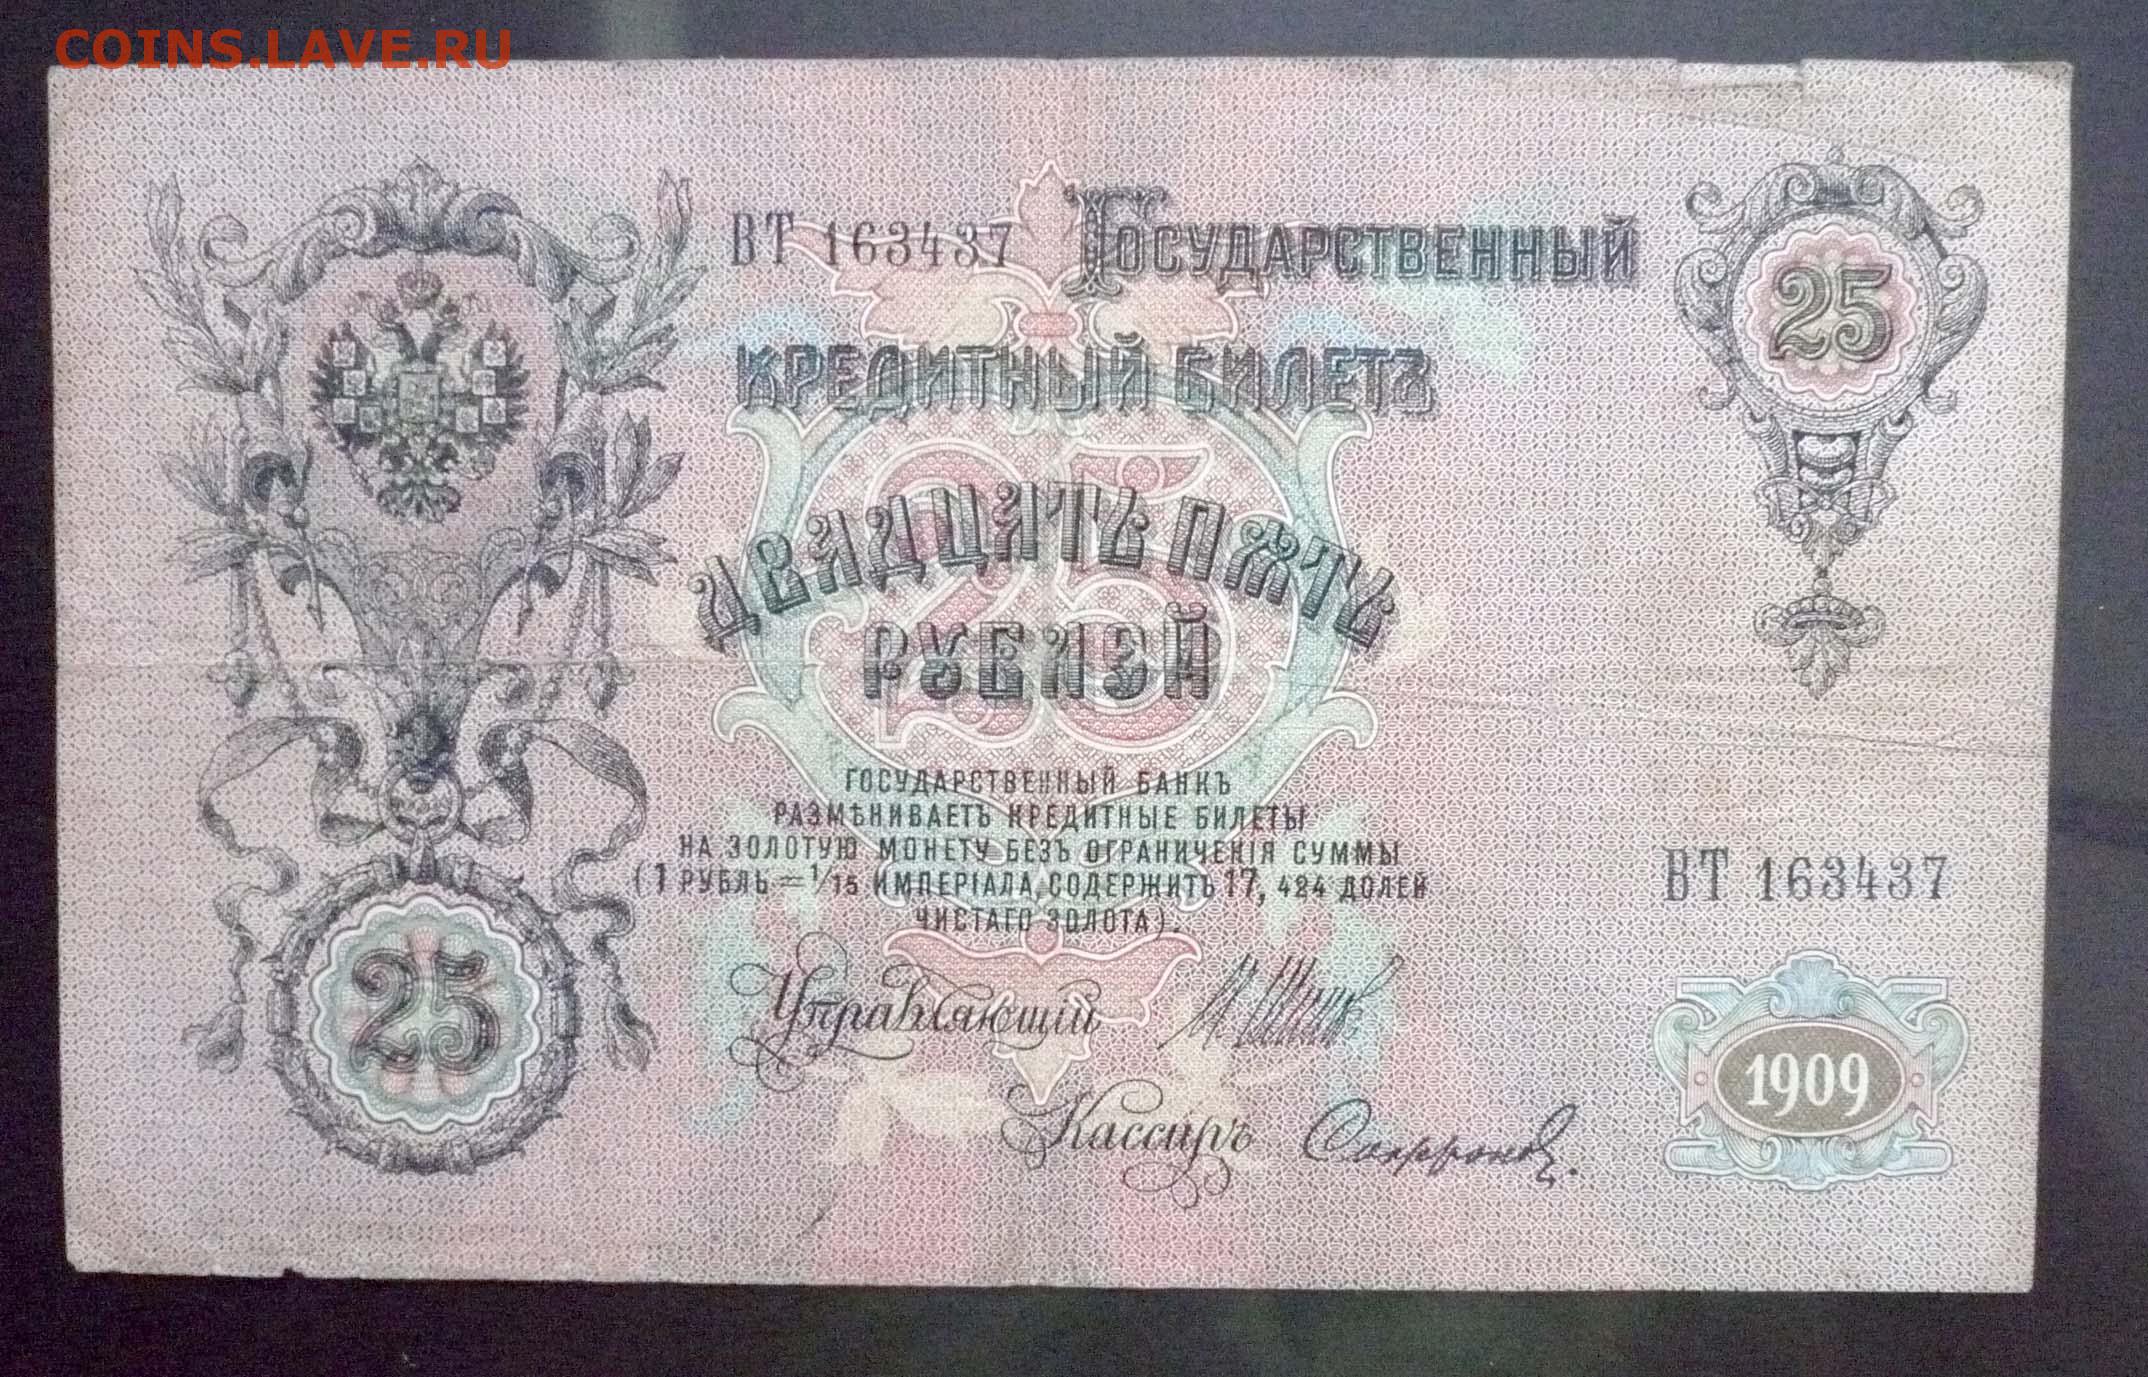 COINS.LAVE.RU
ВТ 163437 ГОСУДАРСТВЕННЫЙ
25
КРЕДИТНЫЙ БИЛЕТЪ
25
ДВАДЦАТЬ ПЯТЬ
РУБЛЕЙ
ГОСУДАРСТВЕННЫЙ БАНКЪ
РАЗМѢНИВАЕТЪ КРЕДИТНЫЕ БИЛЕТЫ
НА ЗОЛОТУЮ МОНЕТУ БЕЗЪ ОГРАНИЧЕНІЯ СУММЫ
(1 РУБЛЬ = 1/15 ИМПЕРІАЛА, СОДЕРЖИТЪ 17, 424 ДОЛЕЙ
ЧИСТАГО ЗОЛОТА).
ВТ 163437
25
Управляющій
Кассиръ
1909